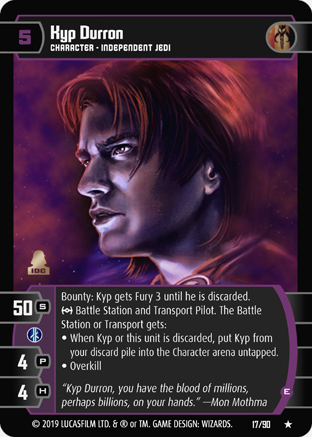 5 Kyp Durron
CHARACTER • INDEPENDENT JEDI
IDC
50 S
4 P
4 H
Bounty: Kyp gets Fury 3 until he is discarded.
Battle Station and Transport Pilot. The Battle
Station or Transport gets:
• When Kyp or this unit is discarded, put Kyp from
your discard pile into the Character arena untapped.
• Overkill
"Kyp Durron, you have the blood of millions,
perhaps billions, on your hands." —Mon Mothma
E
© 2019 LUCASFILM LTD. & ® or TM. GAME DESIGN: WIZARDS. 17/90 ★